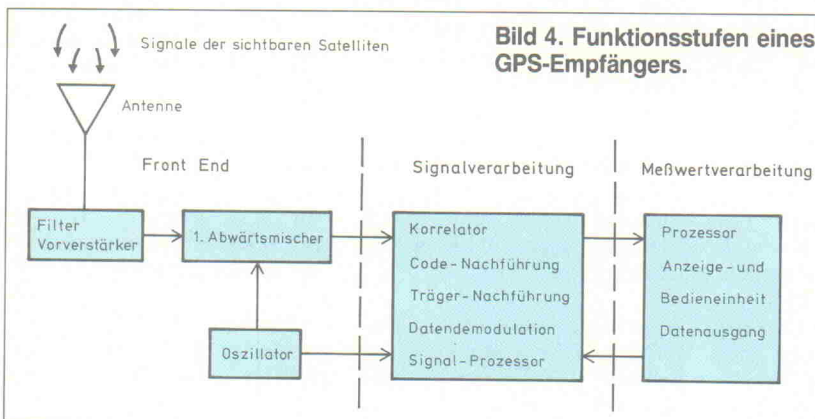 Signale der sichtbaren Satelliten
Bild 4. Funktionsstufen eines
GPS-Empfängers.
Antenne
Front End
Signalverarbeitung
Meßwertverarbeitung
Filter
Vorverstärker
1. Abwärtsmischer
Oszillator
Korrelator
Code-Nachführung
Träger-Nachführung
Datendemodulation
Signal-Prozessor
Prozessor
Anzeige-und
Bedieneinheit
Datenausgang